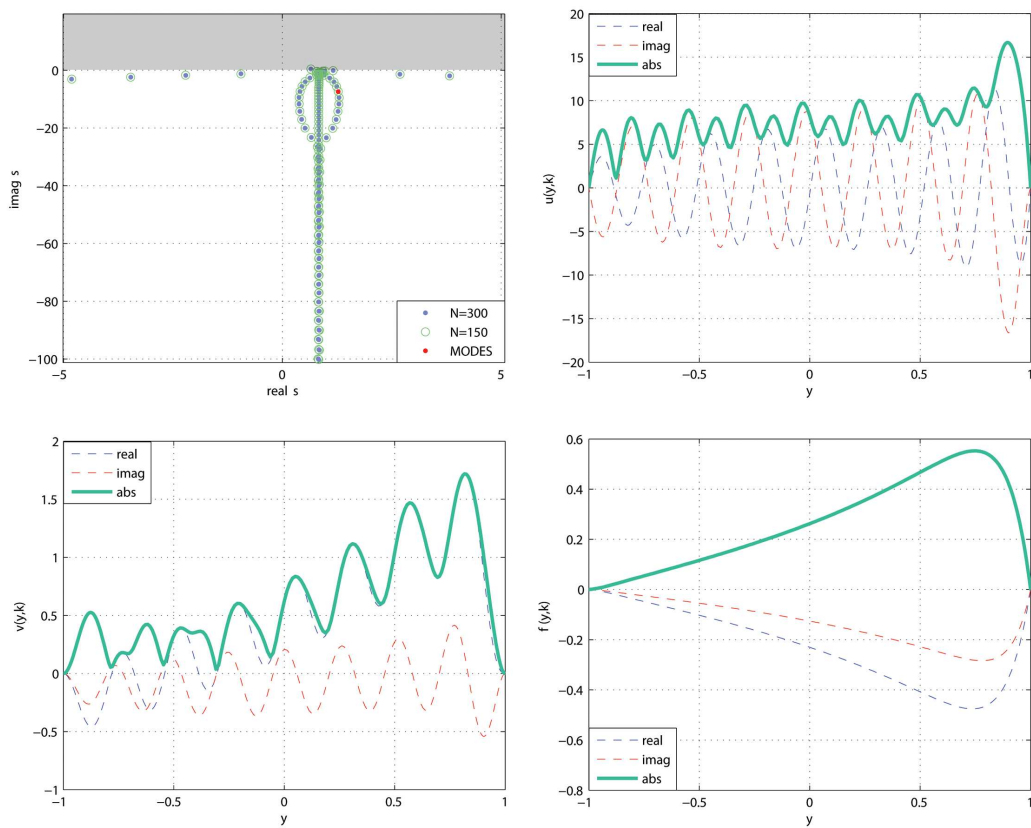 0
−20
−40
−60
−80
−100
imag s
−5
0
5
real s
N=300
N=150
MODES
20
15
10
5
0
−5
−10
−15
−20
u(y,k)
−1
−0.5
0
0.5
1
y
real
imag
abs
2
1.5
1
0.5
0
−0.5
−1
v(y,k)
−1
−0.5
0
0.5
1
y
real
imag
abs
0.6
0.4
0.2
0
−0.2
−0.4
−0.6
−0.8
f (y,k)
−1
−0.5
0
0.5
1
y
real
imag
abs